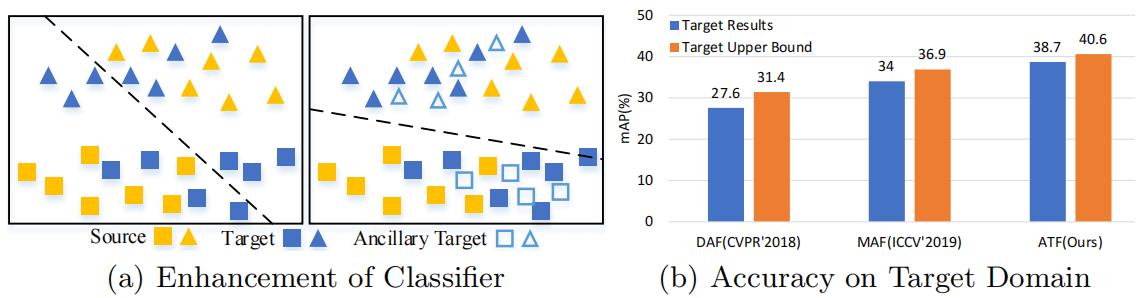 Source
Target
Ancillary Target
(a) Enhancement of Classifier
50
40
30
20
10
0
mAP(%)
Target Results
Target Upper Bound
27.6
31.4
34
36.9
38.7
40.6
DAF(CVPR'2018)
MAF(ICCV'2019)
ATF(Ours)
(b) Accuracy on Target Domain